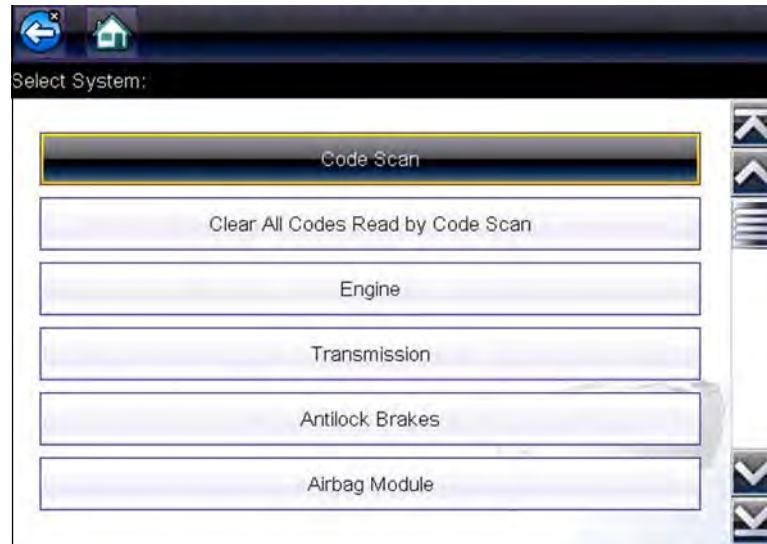 Select System:
Code Scan
Clear All Codes Read by Code Scan
Engine
Transmission
Antilock Brakes
Airbag Module